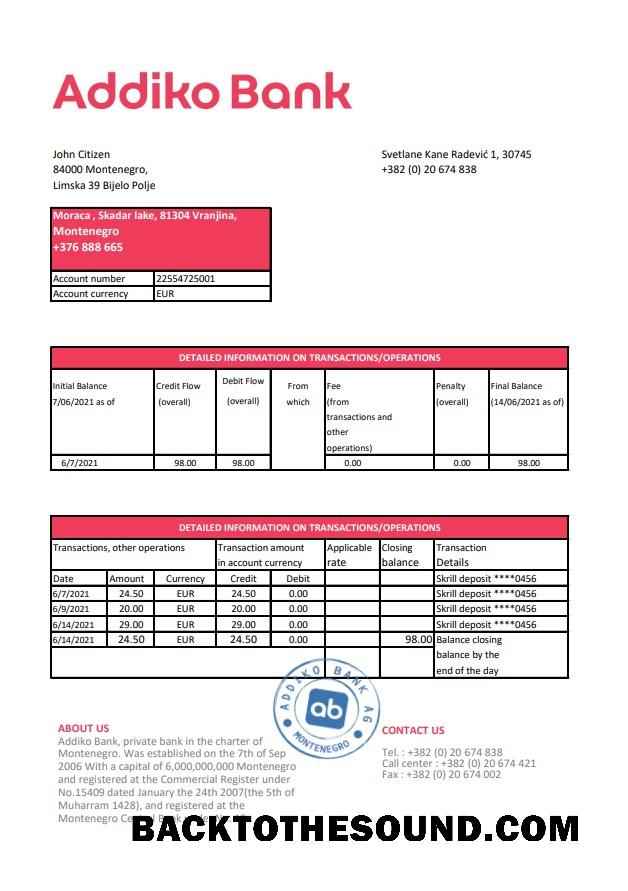 Addiko Bank
John Citizen
84000 Montenegro,
Limska 39 Bijelo Polje
Svetlane Kane Radević 1, 30745
+382 (0) 20 674 838
Moraca , Skadar lake, 81304 Vranjina,
Montenegro
+376 888 665
Account number 22554725001
Account currency EUR
DETAILED INFORMATION ON TRANSACTIONS/OPERATIONS
Initial Balance Credit Flow Debit Flow From Fee Penalty Final Balance
7/06/2021 as of (overall) (overall) which (from (overall) (14/06/2021 as of)
transactions and
other
operations)
6/7/2021 98.00 98.00 0.00 0.00 98.00
DETAILED INFORMATION ON TRANSACTIONS/OPERATIONS
Transactions, other operations Transaction amount Applicable Closing Transaction
in account currency rate balance Details
Date Amount Currency Credit Debit Skrill deposit ****0456
6/7/2021 24.50 EUR 24.50 0.00 Skrill deposit ****0456
6/9/2021 20.00 EUR 20.00 0.00 Skrill deposit ****0456
6/14/2021 29.00 EUR 29.00 0.00 Skrill deposit ****0456
6/14/2021 24.50 EUR 24.50 0.00 98.00 Balance closing
balance by the
end of the day
ADDIKO BANK AG
ab
MONTENEGRO
ABOUT US
Addiko Bank, private bank in the charter of
Montenegro. Was established on the 7th of Sep
2006 With a capital of 6,000,000,000 Montenegro
and registered at the Commercial Register under
No.15409 dated January the 24th 2007(the 5th of
Muharram 1428), and registered at the
Montenegro
CONTACT US
Tel. : +382 (0) 20 674 838
Call center : +382 (0) 20 674 421
Fax : +382 (0) 20 674 002
BACKTOTHESOUND.COM